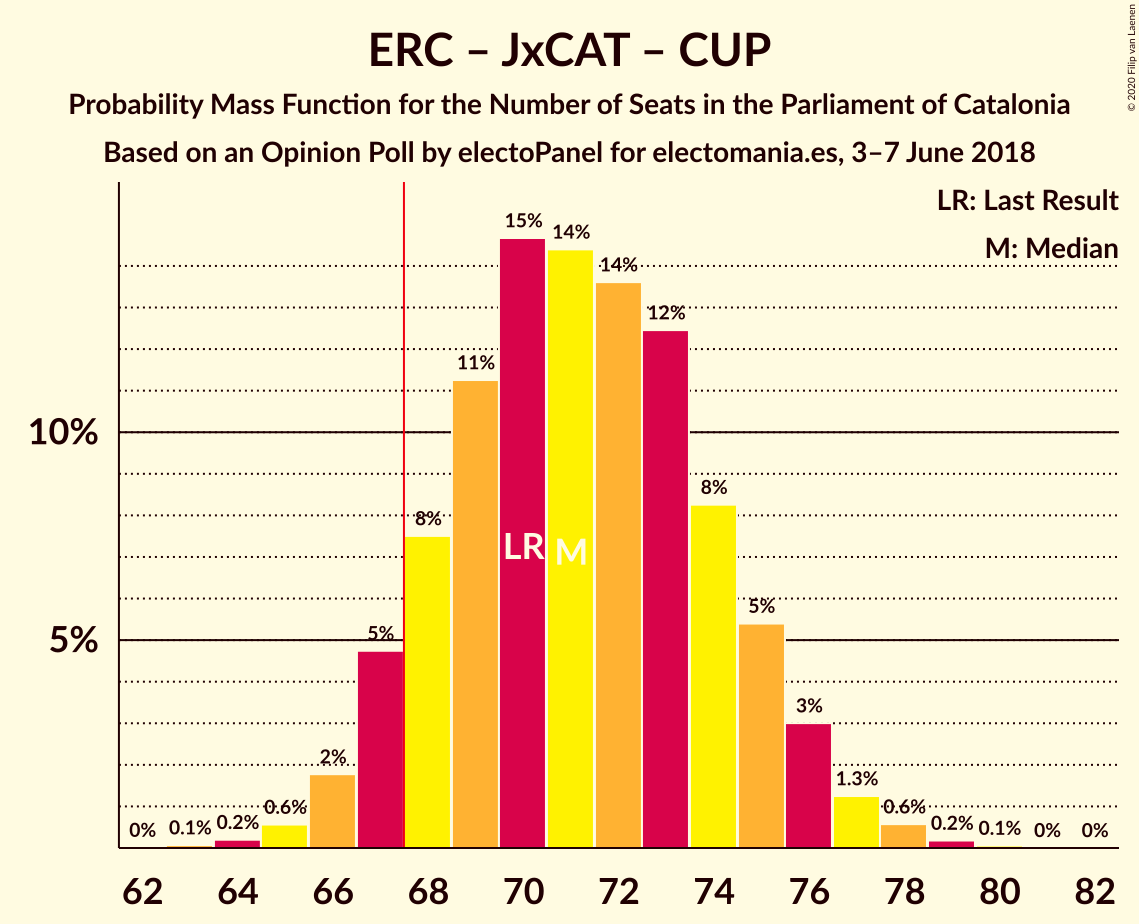 ERC – JxCAT – CUP
Probability Mass Function for the Number of Seats in the Parliament of Catalonia
Based on an Opinion Poll by electoPanel for electomania.es, 3–7 June 2018
© 2020 Filip van Laenen
LR: Last Result
M: Median
10%
5%
0%
0.1%
0.2%
0.6%
2%
5%
8%
11%
15%
14%
14%
12%
8%
5%
3%
1.3%
0.6%
0.2%
0.1%
0%
0%
LR
M
62 64 66 68 70 72 74 76 78 80 82